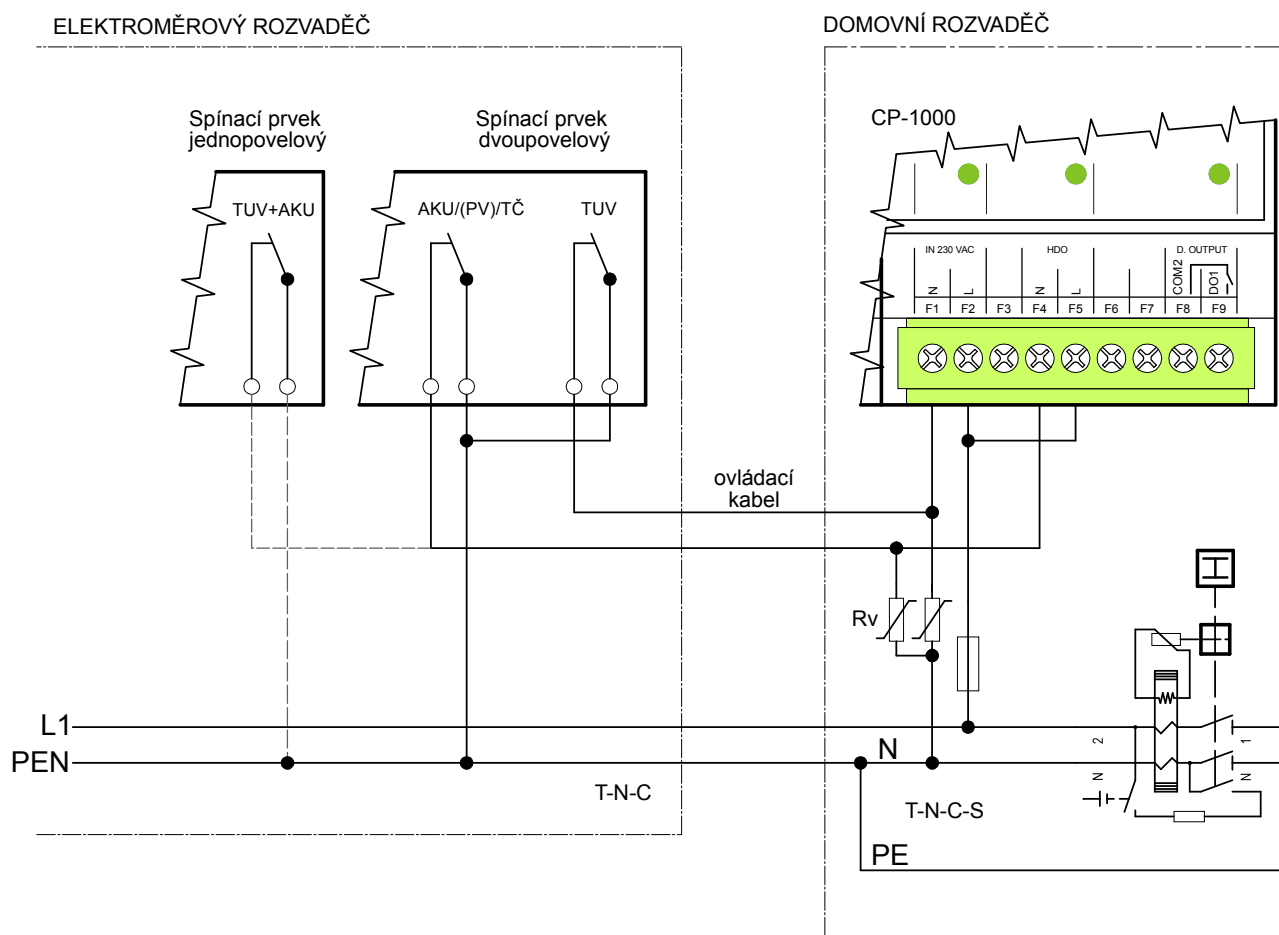 ELEKTROMĚROVÝ ROZVADĚČ
DOMOVNÍ ROZVADĚČ
Spínací prvek
jednopovelový
Spínací prvek
dvoupovelový
CP-1000
TUV+AKU
AKU/(PV)/TČ
TUV
IN 230 VAC
HDO
D. OUTPUT
N
L
N
L
COM2
DO1
F1
F2
F3
F4
F5
F6
F7
F8
F9
ovládací
kabel
Rv
L1
PEN
N
T-N-C
T-N-C-S
PE
2
1
N
N